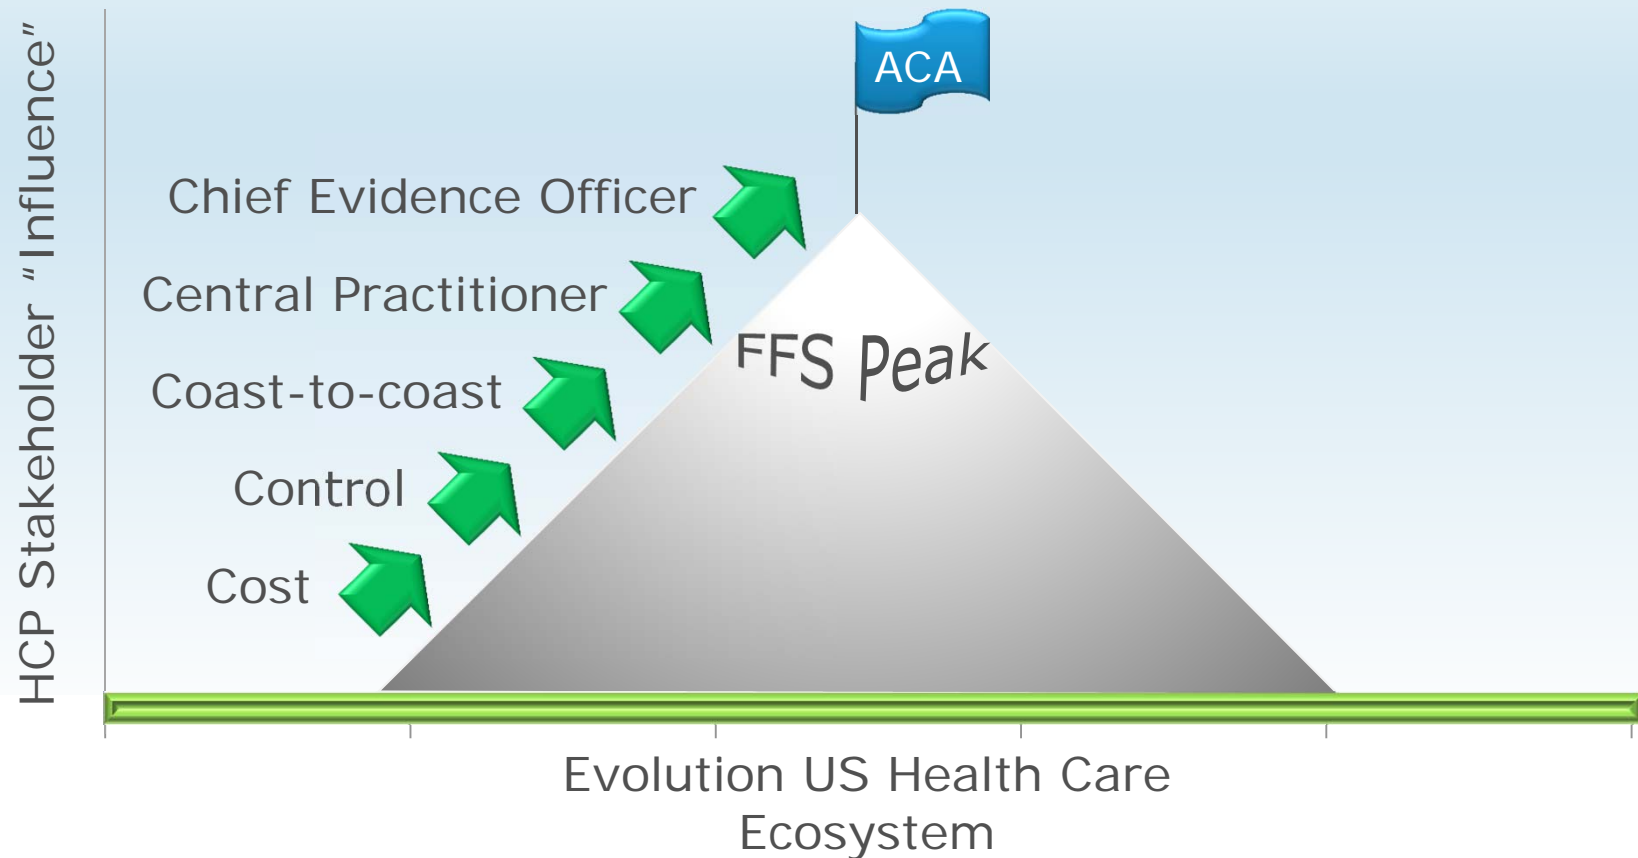 HCP Stakeholder “Influence”
ACA
Chief Evidence Officer
Central Practitioner
FFS Peak
Coast-to-coast
Control
Cost
Evolution US Health Care
Ecosystem